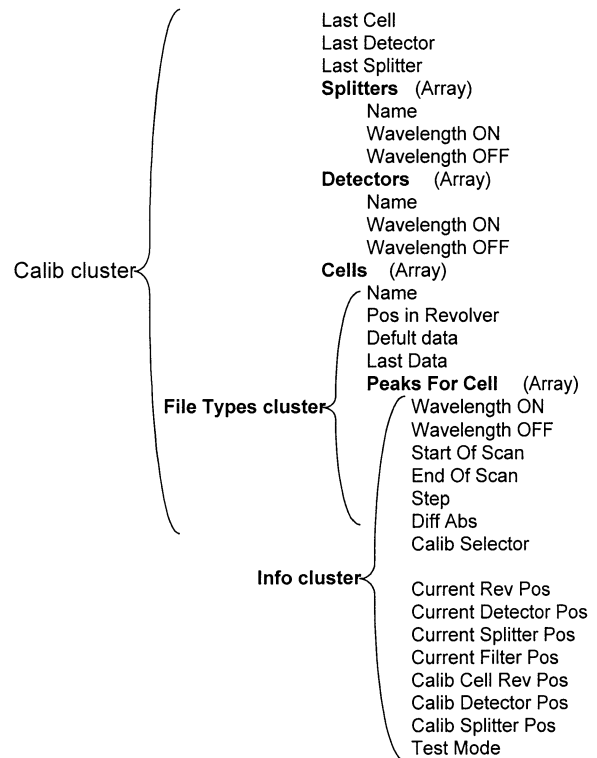 Last Cell
Last Detector
Last Splitter
Splitters (Array)
Name
Wavelength ON
Wavelength OFF
Detectors (Array)
Name
Wavelength ON
Wavelength OFF
Calib cluster
Cells (Array)
Name
Pos in Revolver
Defult data
Last Data
Peaks For Cell (Array)
File Types cluster
Wavelength ON
Wavelength OFF
Start Of Scan
End Of Scan
Step
Diff Abs
Calib Selector
Info cluster
Current Rev Pos
Current Detector Pos
Current Splitter Pos
Current Filter Pos
Calib Cell Rev Pos
Calib Detector Pos
Calib Splitter Pos
Test Mode